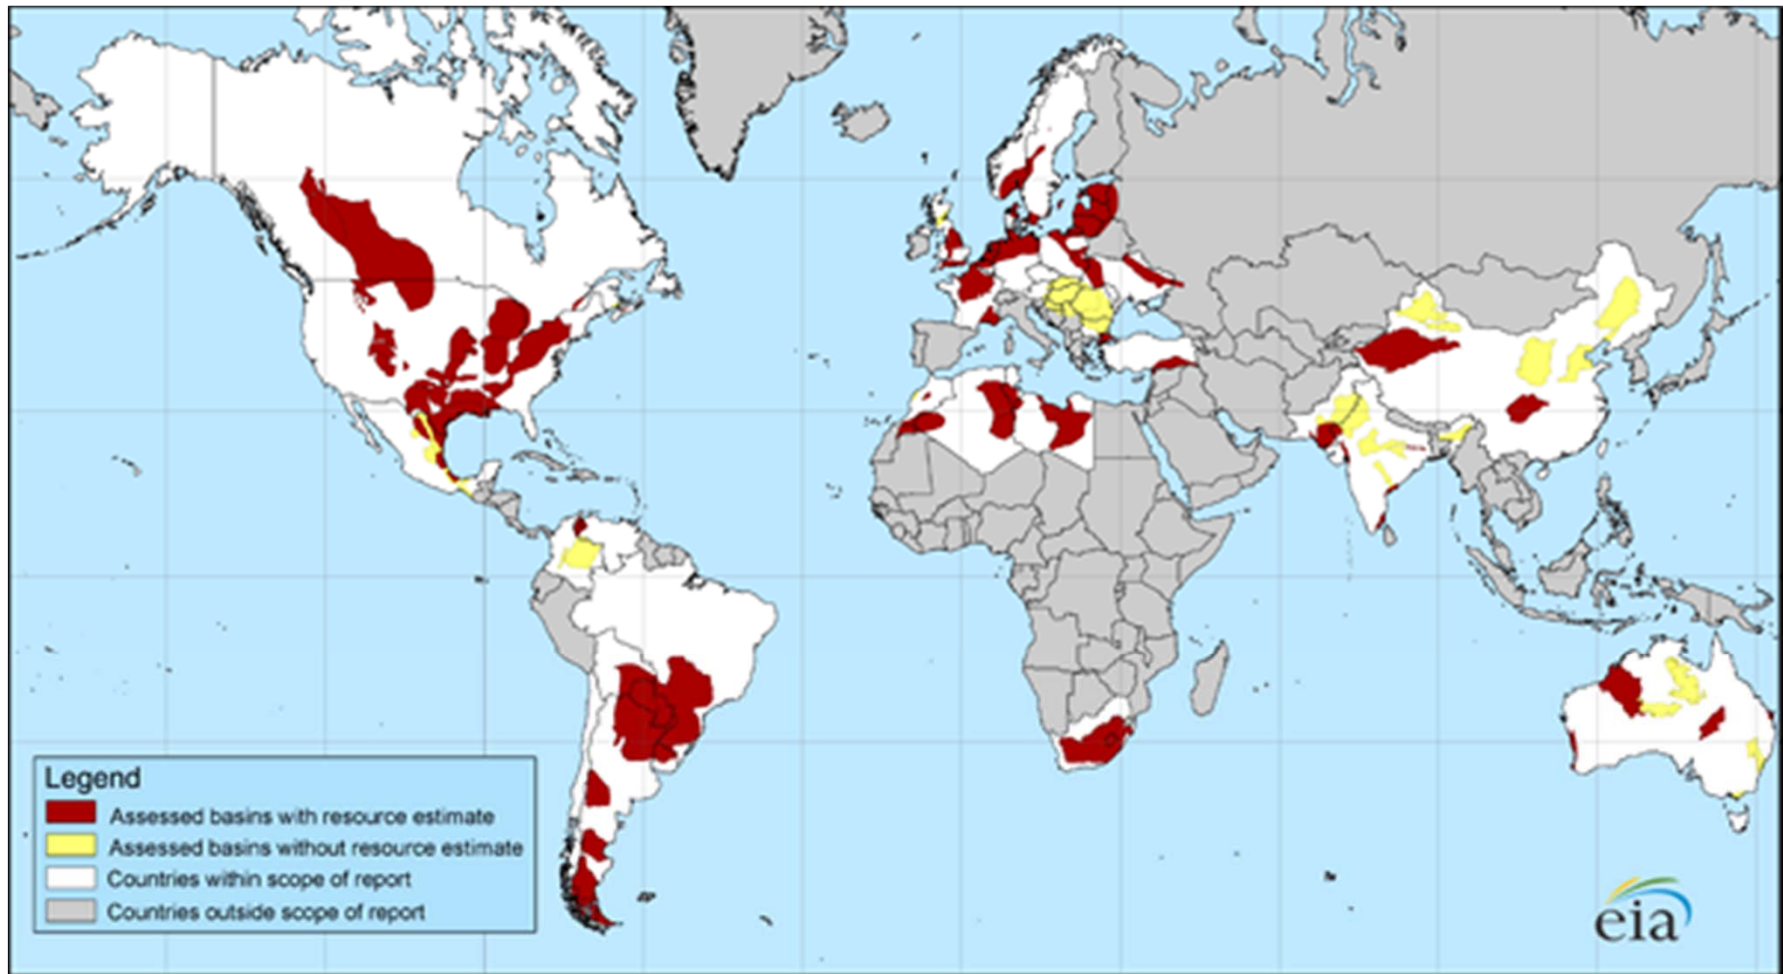 Legend
Assessed basins with resource estimate
Assessed basins without resource estimate
Countries within scope of report
Countries outside scope of report
eia